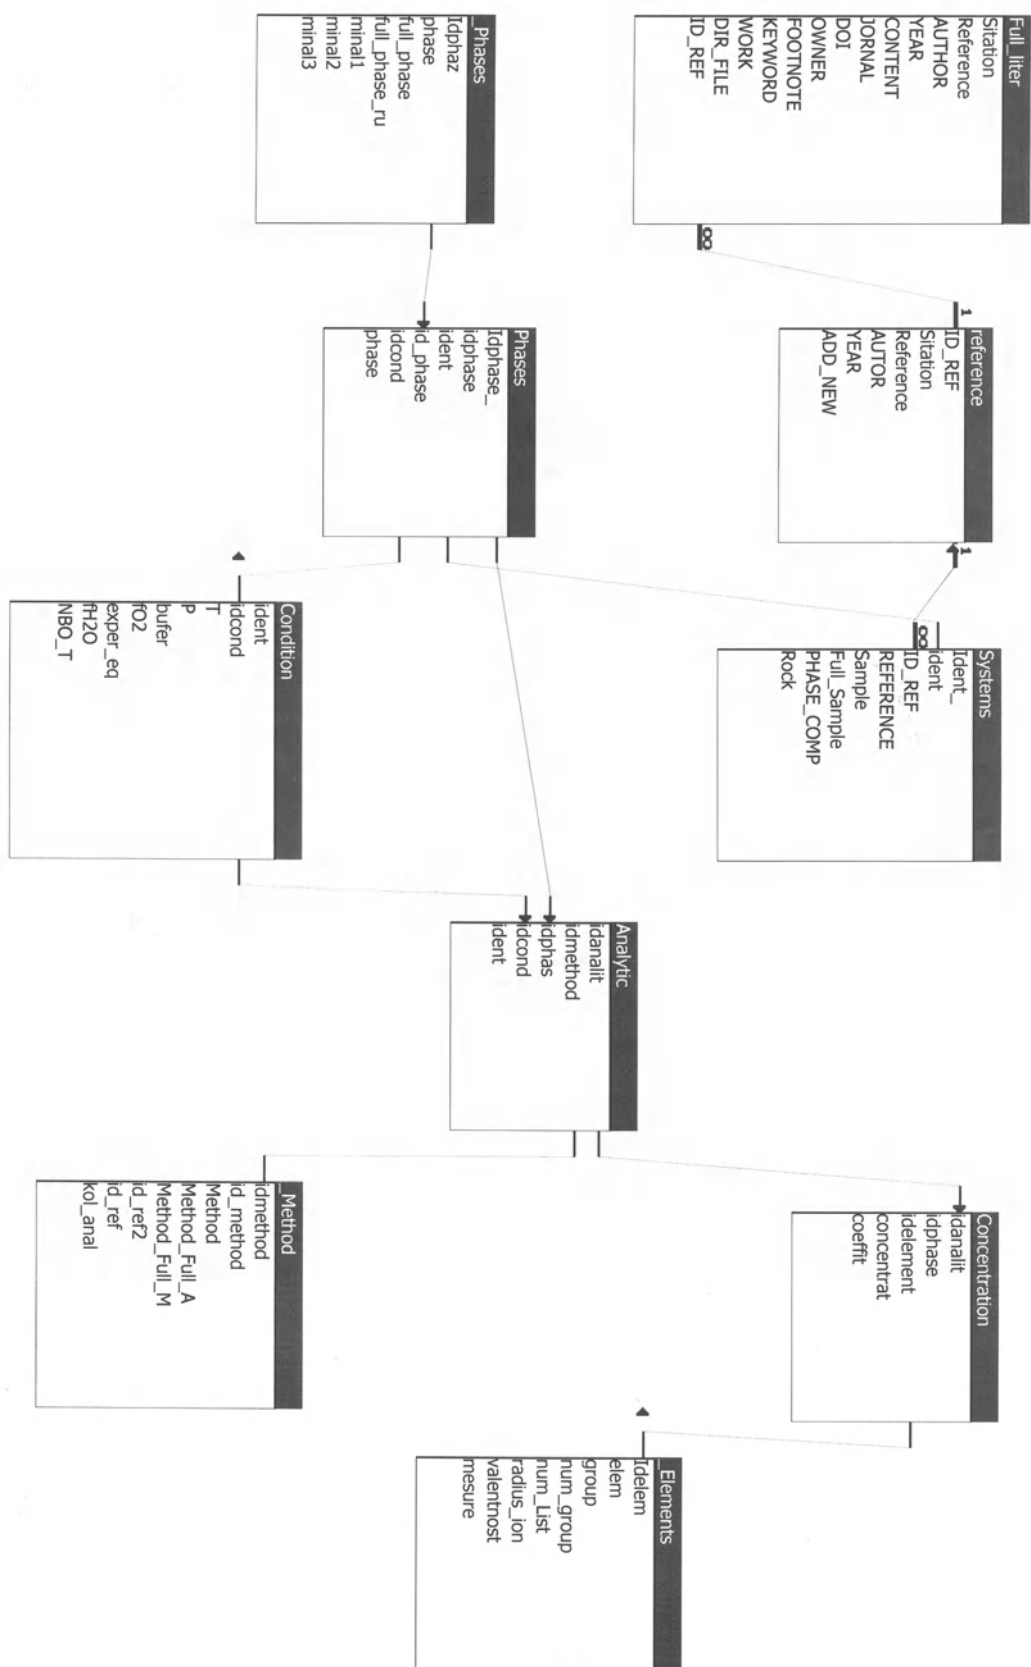 Full_liter
Sitation
Reference
AUTHOR
YEAR
CONTENT
JORNAL
DOI
OWNER
FOOTNOTE
KEYWORD
WORK
DIR_FILE
ID_REF
∞
1
reference
ID_REF
Sitation
Reference
AUTOR
YEAR
ADD_NEW
1
∞
Systems
Ident_
ident
ID_REF
REFERENCE
Sample
Full_Sample
PHASE_COMP
Rock
_Phases
Idphaz
phase
full_phase
full_phase_ru
minal1
minal2
minal3
Phases
Idphase_
idphase
ident
id_phase
idcond
phase
Condition
ident
idcond
T
P
bufer
fO2
exper_eq
fH2O
NBO_T
Analytic
idanalit
idmethod
idphas
idcond
ident
Concentration
idanalit
idphase
idelement
concentrat
coeffit
_Method
idmethod
id_method
Method
Method_Full_A
Method_Full_M
id_ref2
id_ref
kol_anal
_Elements
Idelem
elem
group
num_group
num_List
radius_ion
valentnost
mesure